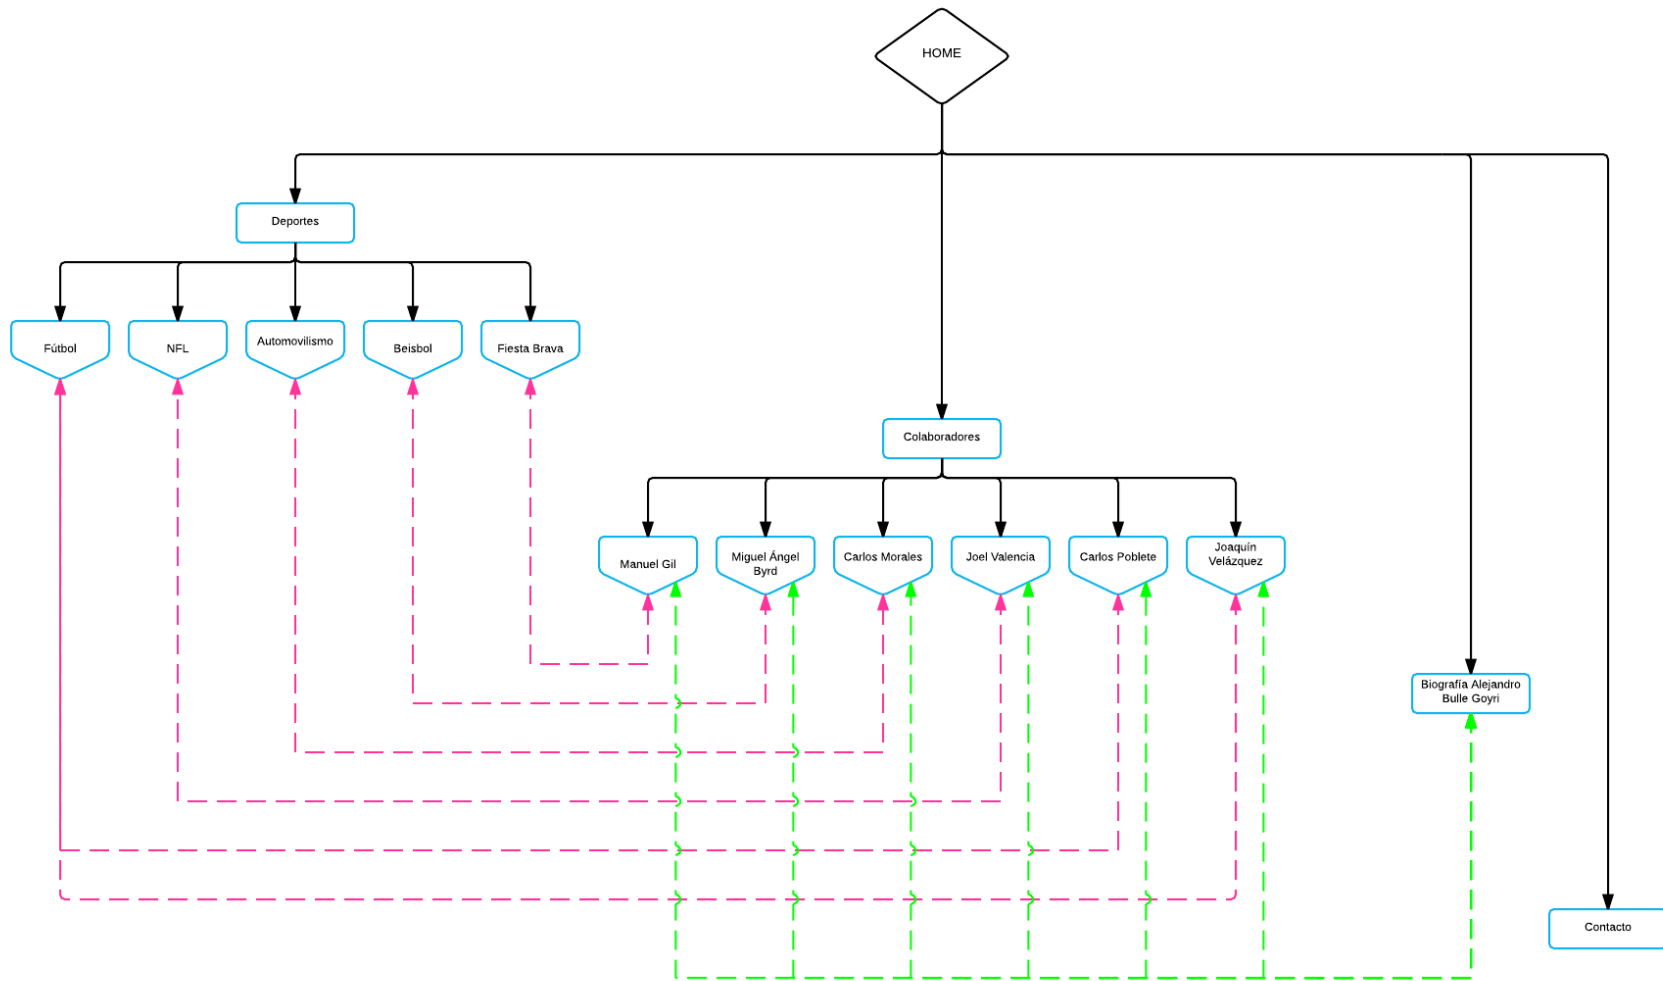 HOME
Deportes
Fútbol
NFL
Automovilismo
Beisbol
Fiesta Brava
Colaboradores
Manuel Gil
Miguel Ángel
Byrd
Carlos Morales
Joel Valencia
Carlos Poblete
Joaquín
Velázquez
Biografía Alejandro
Bulle Goyri
Contacto